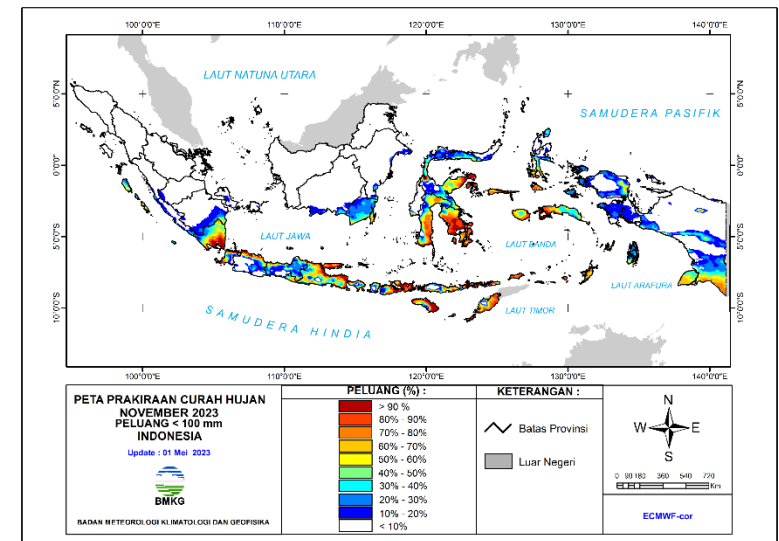 100°0'0"E
110°0'0"E
120°0'0"E
130°0'0"E
140°0'0"E
5°0'0"N
0°0'0"
5°0'0"S
10°0'0"S
5°0'0"N
0°0'0"
5°0'0"S
10°0'0"S
LAUT NATUNA UTARA
SAMUDERA PASIFIK
LAUT JAWA
LAUT BANDA
LAUT ARAFURA
LAUT TIMOR
SAMUDERA HINDIA
100°0'0"E
110°0'0"E
120°0'0"E
130°0'0"E
140°0'0"E
PETA PRAKIRAAN CURAH HUJAN
NOVEMBER 2023
PELUANG < 100 mm
INDONESIA
Update : 01 Mei 2023
BMKG
BADAN METEOROLOGI KLIMATOLOGI DAN GEOFISIKA
PELUANG (%) :
> 90 %
80% - 90%
70% - 80%
60% - 70%
50% - 60%
40% - 50%
30% - 40%
20% - 30%
10% - 20%
< 10%
KETERANGAN :
Batas Provinsi
Luar Negeri
N
W E
S
0 90 180 360 540 720
Km
ECMWF-cor